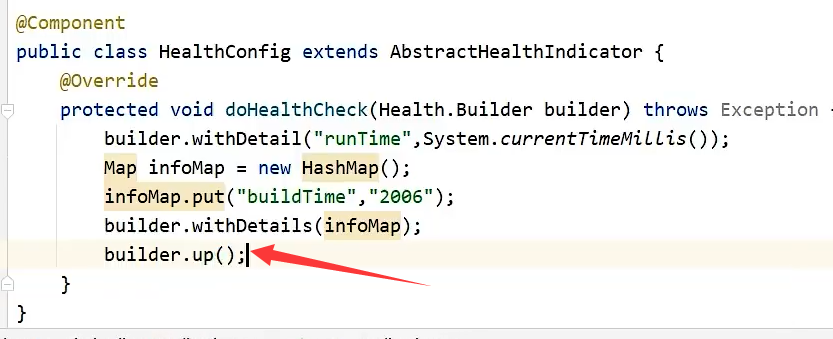 @Component
public class HealthConfig extends AbstractHealthIndicator {
@Override
protected void doHealthCheck(Health.Builder builder) throws Exception {
builder.withDetail("runTime",System.currentTimeMillis());
Map infoMap = new HashMap();
infoMap.put("buildTime","2006");
builder.withDetails(infoMap);
builder.up();
}
}